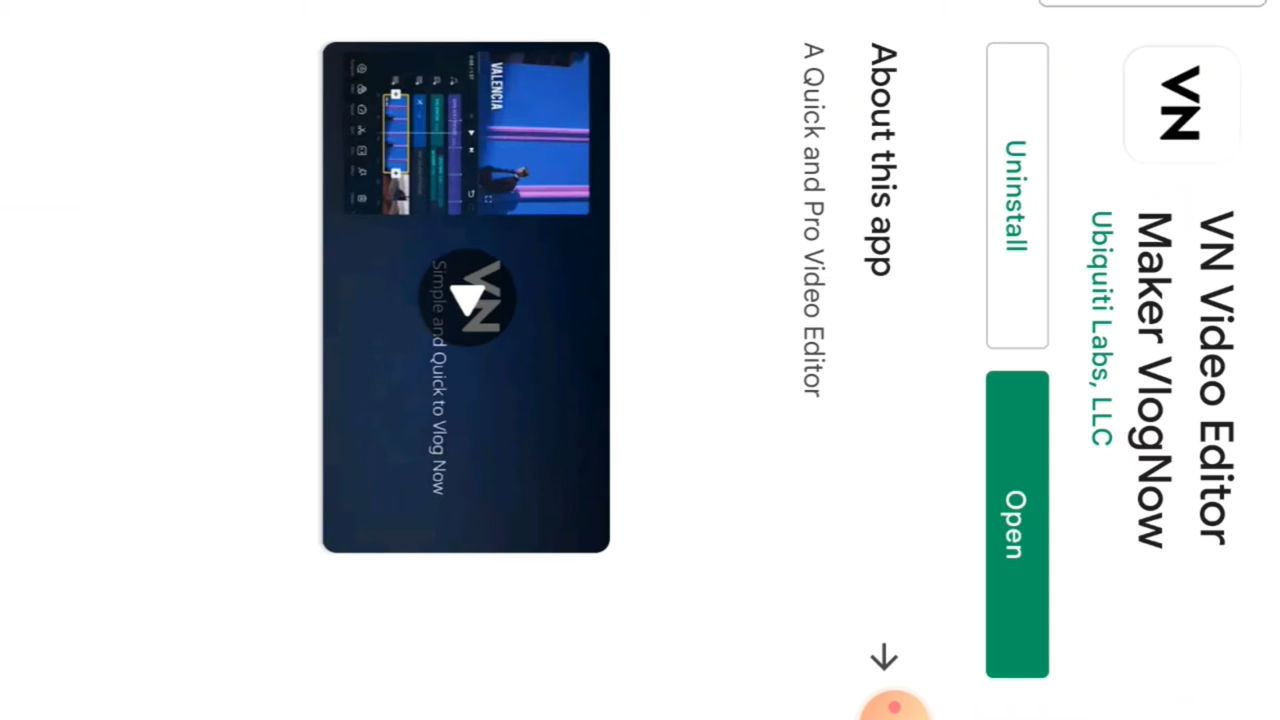 VN
VN Video Editor
Maker VlogNow
Ubiquiti Labs, LLC
Uninstall
Open
About this app
A Quick and Pro Video Editor
VALENCIA
VN
Simple and Quick to Vlog Now